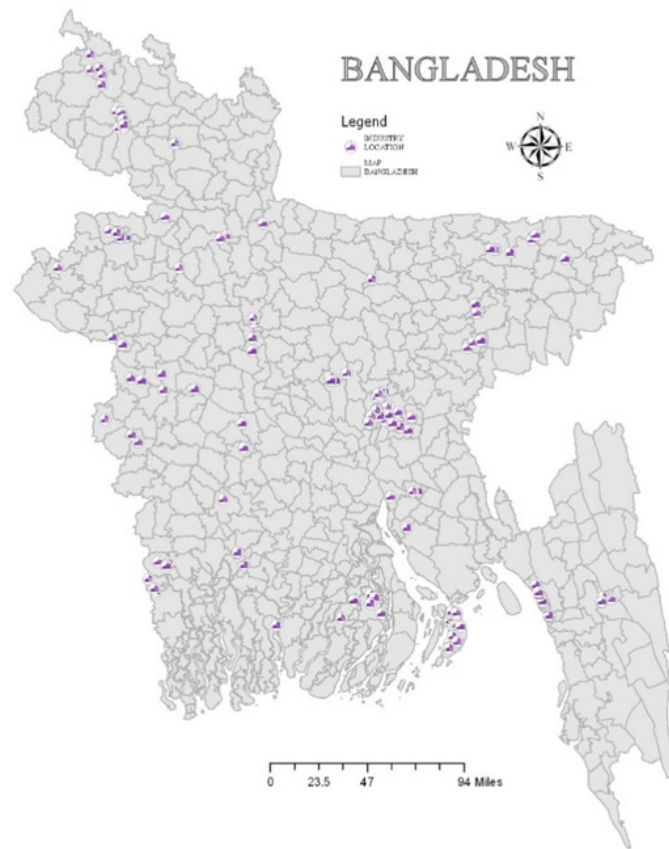 BANGLADESH
Legend
INDUSTRY
LOCATION
MAP
BANGLADESH
N
W E
S
0 23.5 47 94 Miles